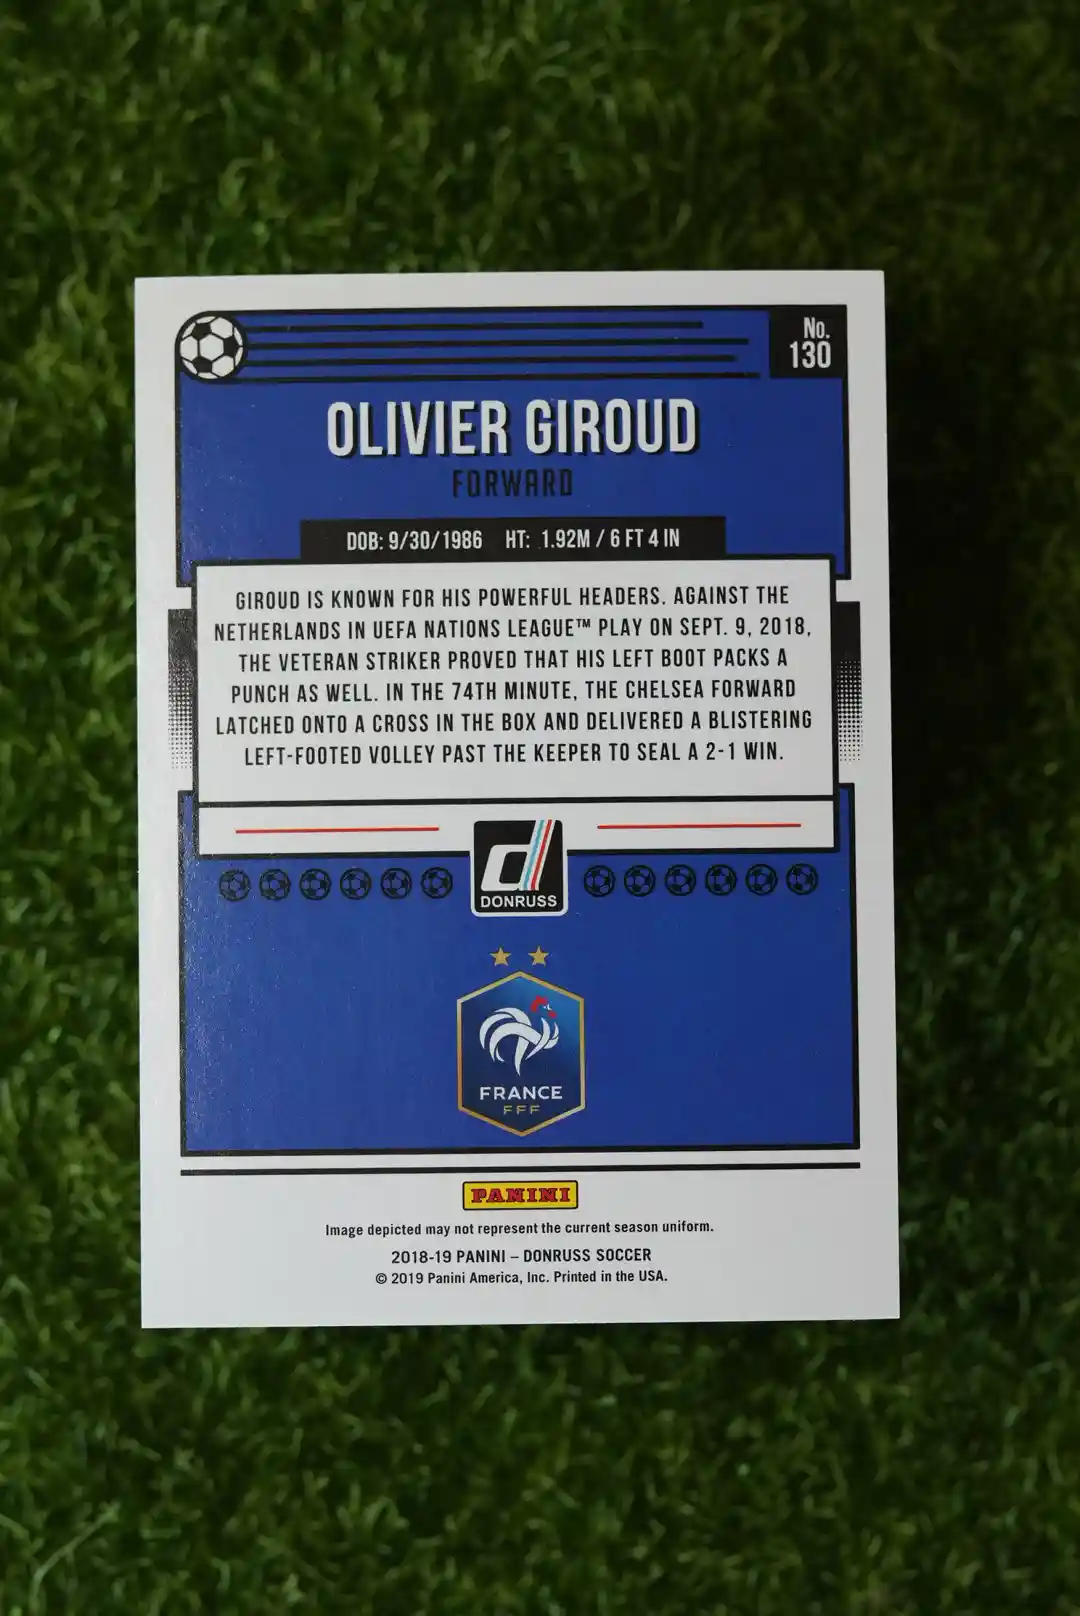 No.
130
OLIVIER GIROUD
FORWARD
DOB: 9/30/1986 HT: 1.92M / 6 FT 4 IN
GIROUD IS KNOWN FOR HIS POWERFUL HEADERS. AGAINST THE
NETHERLANDS IN UEFA NATIONS LEAGUE™ PLAY ON SEPT. 9, 2018,
THE VETERAN STRIKER PROVED THAT HIS LEFT BOOT PACKS A
PUNCH AS WELL. IN THE 74TH MINUTE, THE CHELSEA FORWARD
LATCHED ONTO A CROSS IN THE BOX AND DELIVERED A BLISTERING
LEFT-FOOTED VOLLEY PAST THE KEEPER TO SEAL A 2-1 WIN.
d
DONRUSS
FRANCE
FFF
PANINI
Image depicted may not represent the current season uniform.
2018-19 PANINI – DONRUSS SOCCER
© 2019 Panini America, Inc. Printed in the USA.